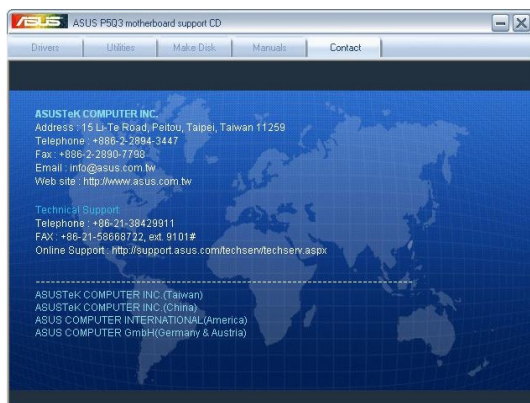 ASUS ASUS P5Q3 motherboard support CD
Drivers Utilities Make Disk Manuals Contact
ASUSTeK COMPUTER INC.
Address : 15 Li-Te Road, Peitou, Taipei, Taiwan 11259
Telephone : +886-2-2894-3447
Fax : +886-2-2890-7798
Email : info@asus.com.tw
Web site : http://www.asus.com.tw
Technical Support
Telephone : +86-21-38429911
FAX : +86-21-58668722, ext. 9101#
Online Support : http://support.asus.com/techserv/techserv.aspx
ASUSTeK COMPUTER INC.(Taiwan)
ASUSTeK COMPUTER INC.(China)
ASUS COMPUTER INTERNATIONAL(America)
ASUS COMPUTER GmbH(Germany & Austria)